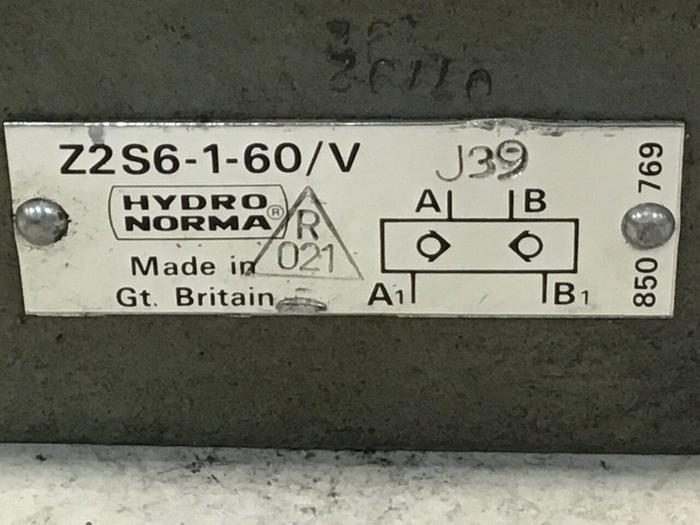 Z2S6-1-60/V
J39
HYDRO
NORMA®
R
021
Made in
Gt. Britain
A B
A1 B1
850 769